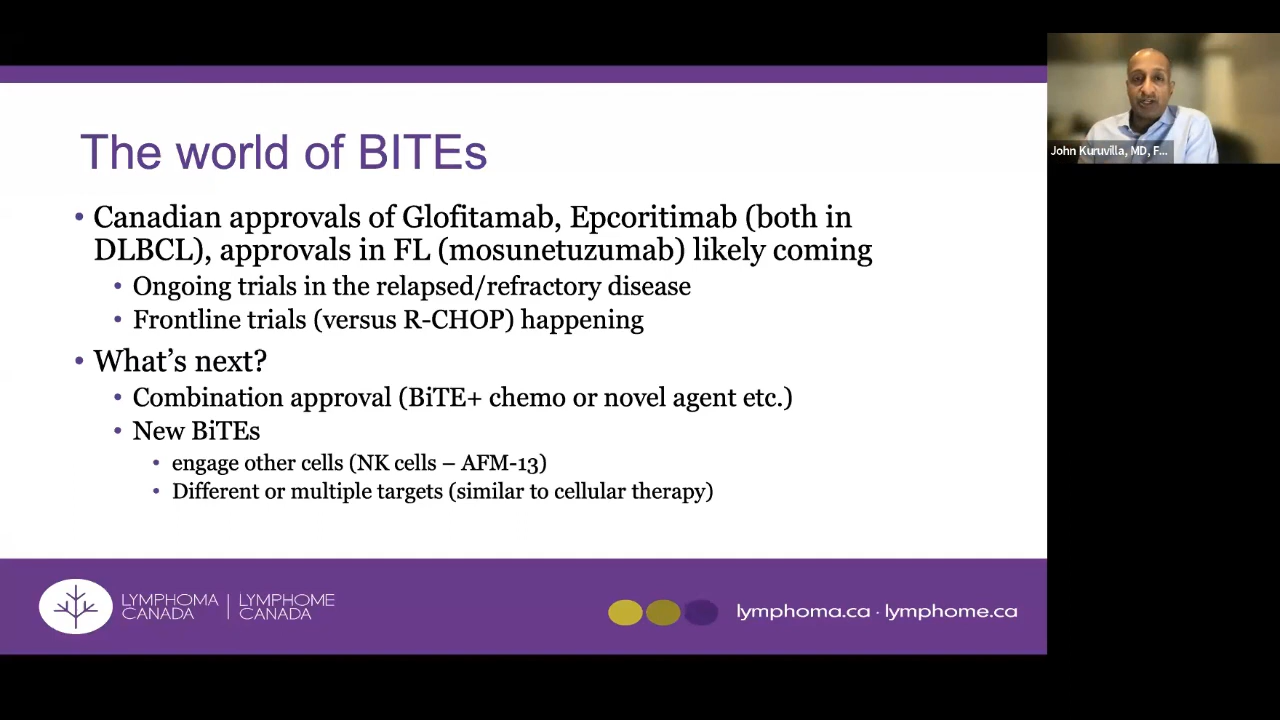 The world of BITEs
• Canadian approvals of Glofitamab, Epcoritimab (both in
DLBCL), approvals in FL (mosunetuzumab) likely coming
• Ongoing trials in the relapsed/refractory disease
• Frontline trials (versus R-CHOP) happening
• What’s next?
• Combination approval (BiTE+ chemo or novel agent etc.)
• New BiTEs
• engage other cells (NK cells – AFM-13)
• Different or multiple targets (similar to cellular therapy)
LYMPHOMA | LYMPHOME
CANADA | CANADA
lymphoma.ca · lymphome.ca
John Kuruvilla, MD, F...